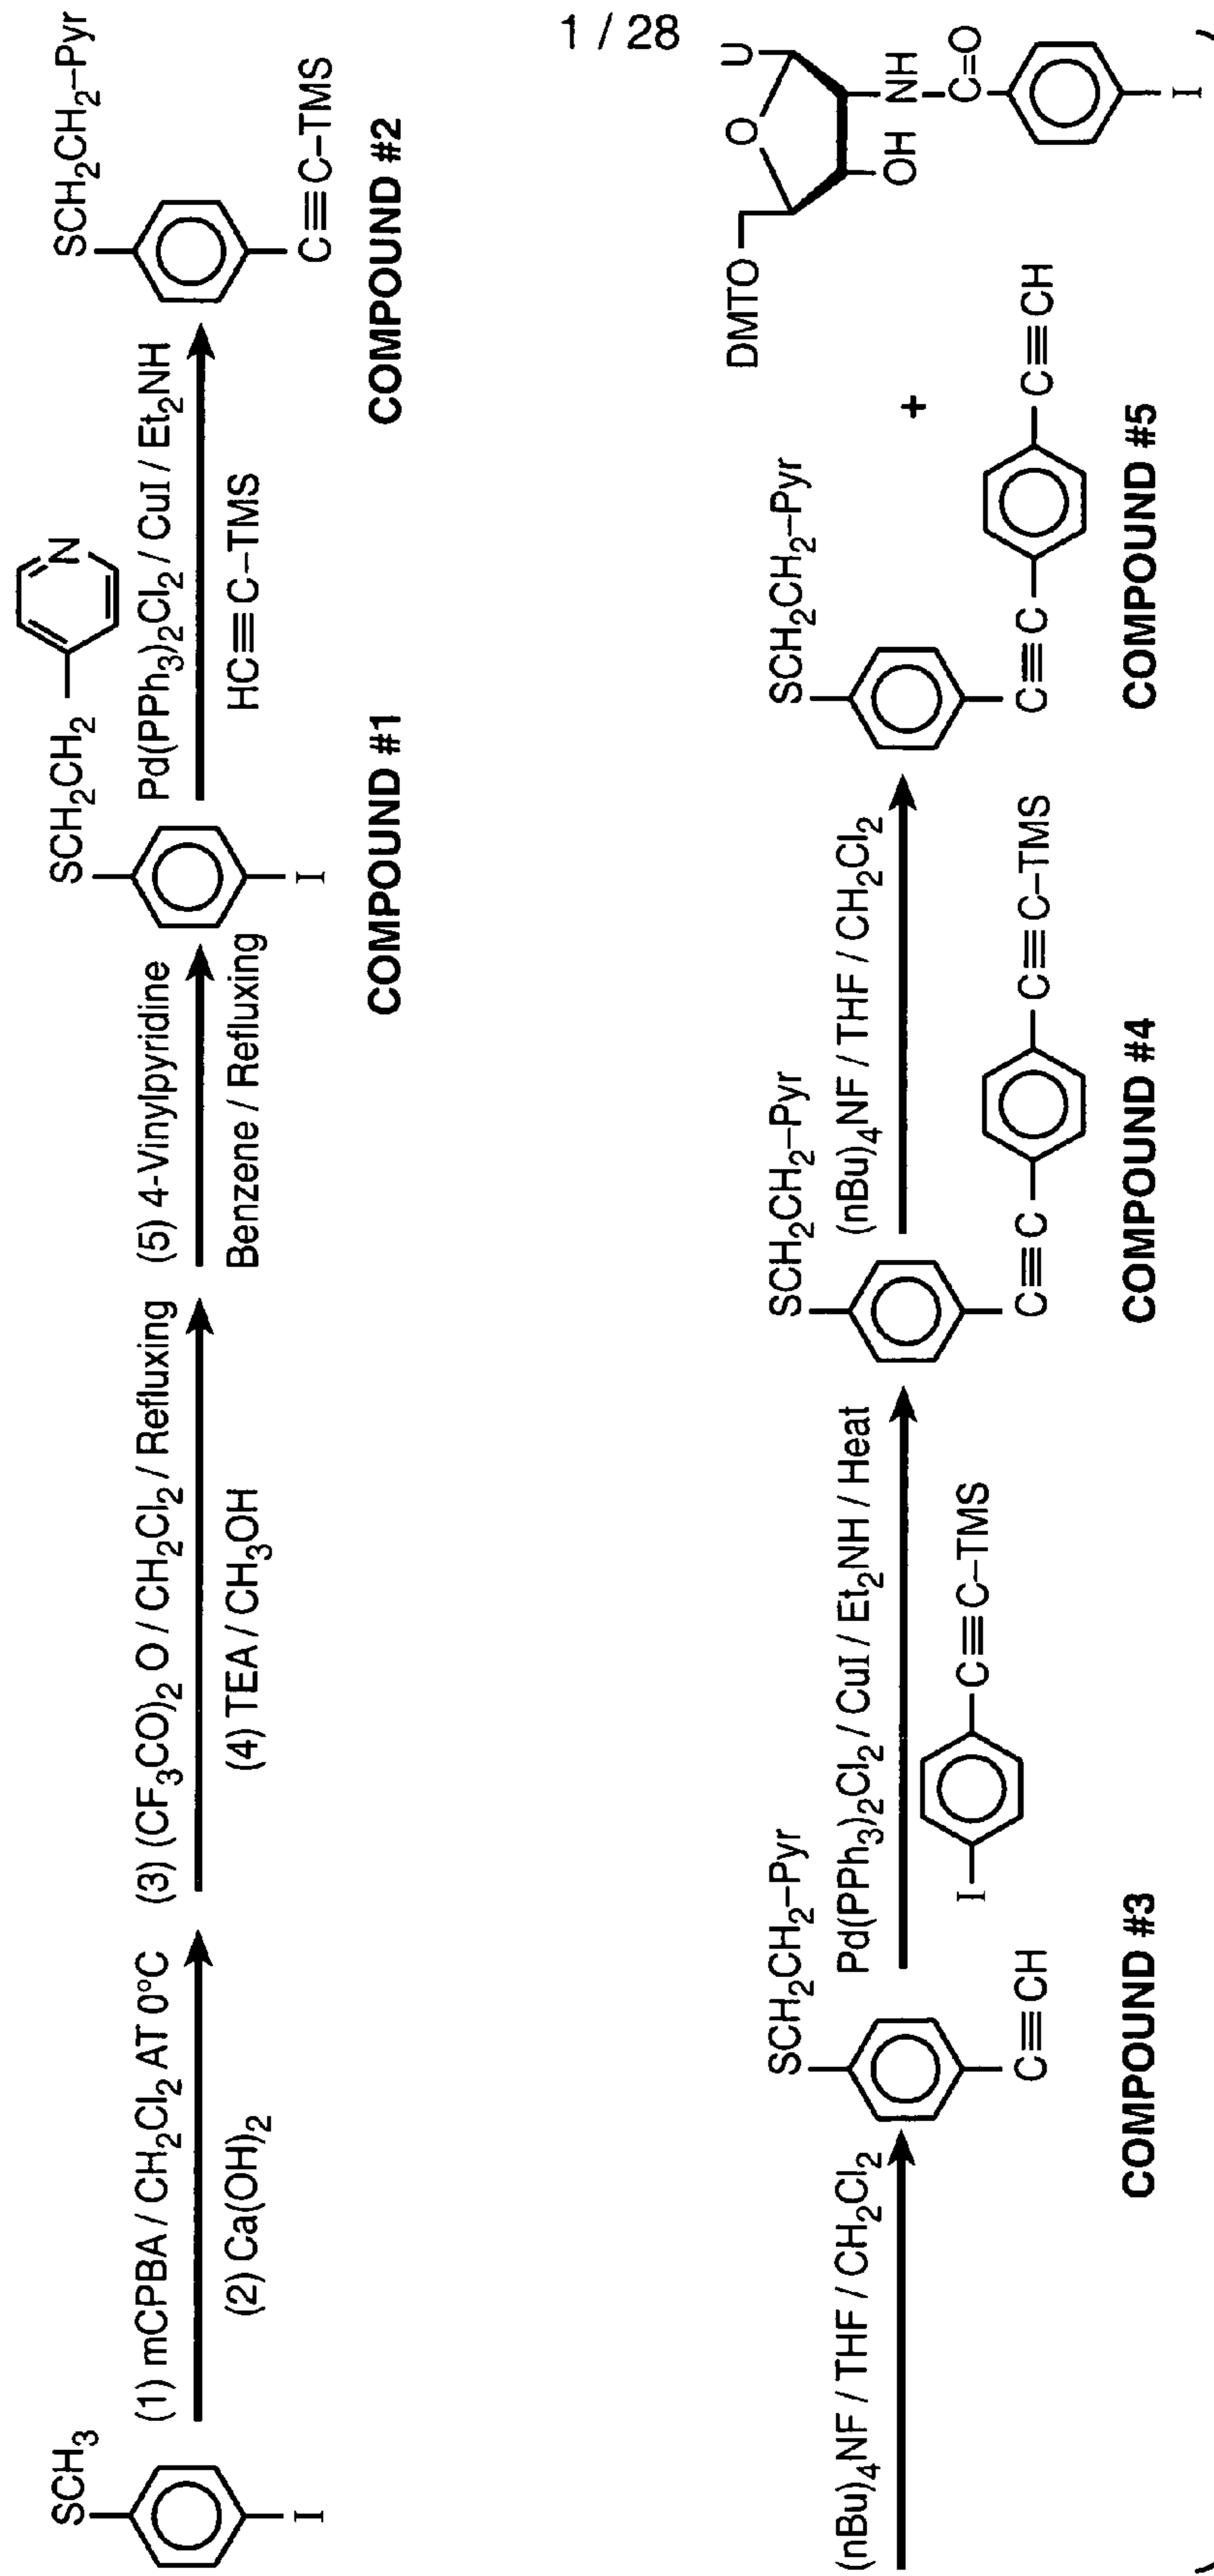 1 / 28
SCH3
I
(1) mCPBA / CH2Cl2 AT 0ºC
(2) Ca(OH)2
(3) (CF3CO)2 O / CH2Cl2 / Refluxing
(4) TEA / CH3OH
(5) 4-Vinylpyridine
Benzene / Refluxing
SCH2CH2
N
I
COMPOUND #1
Pd(PPh3)2Cl2 / CuI / Et2NH
HC≡C–TMS
SCH2CH2–Pyr
C≡C–TMS
COMPOUND #2
(nBu)4NF / THF / CH2Cl2
SCH2CH2–Pyr
C≡CH
COMPOUND #3
Pd(PPh3)2Cl2 / CuI / Et2NH / Heat
I
C≡C–TMS
SCH2CH2–Pyr
C≡C
C≡C–TMS
COMPOUND #4
(nBu)4NF / THF / CH2Cl2
SCH2CH2–Pyr
C≡C
C≡CH
COMPOUND #5
+
DMTO
O
U
OH
NH
C=O
I